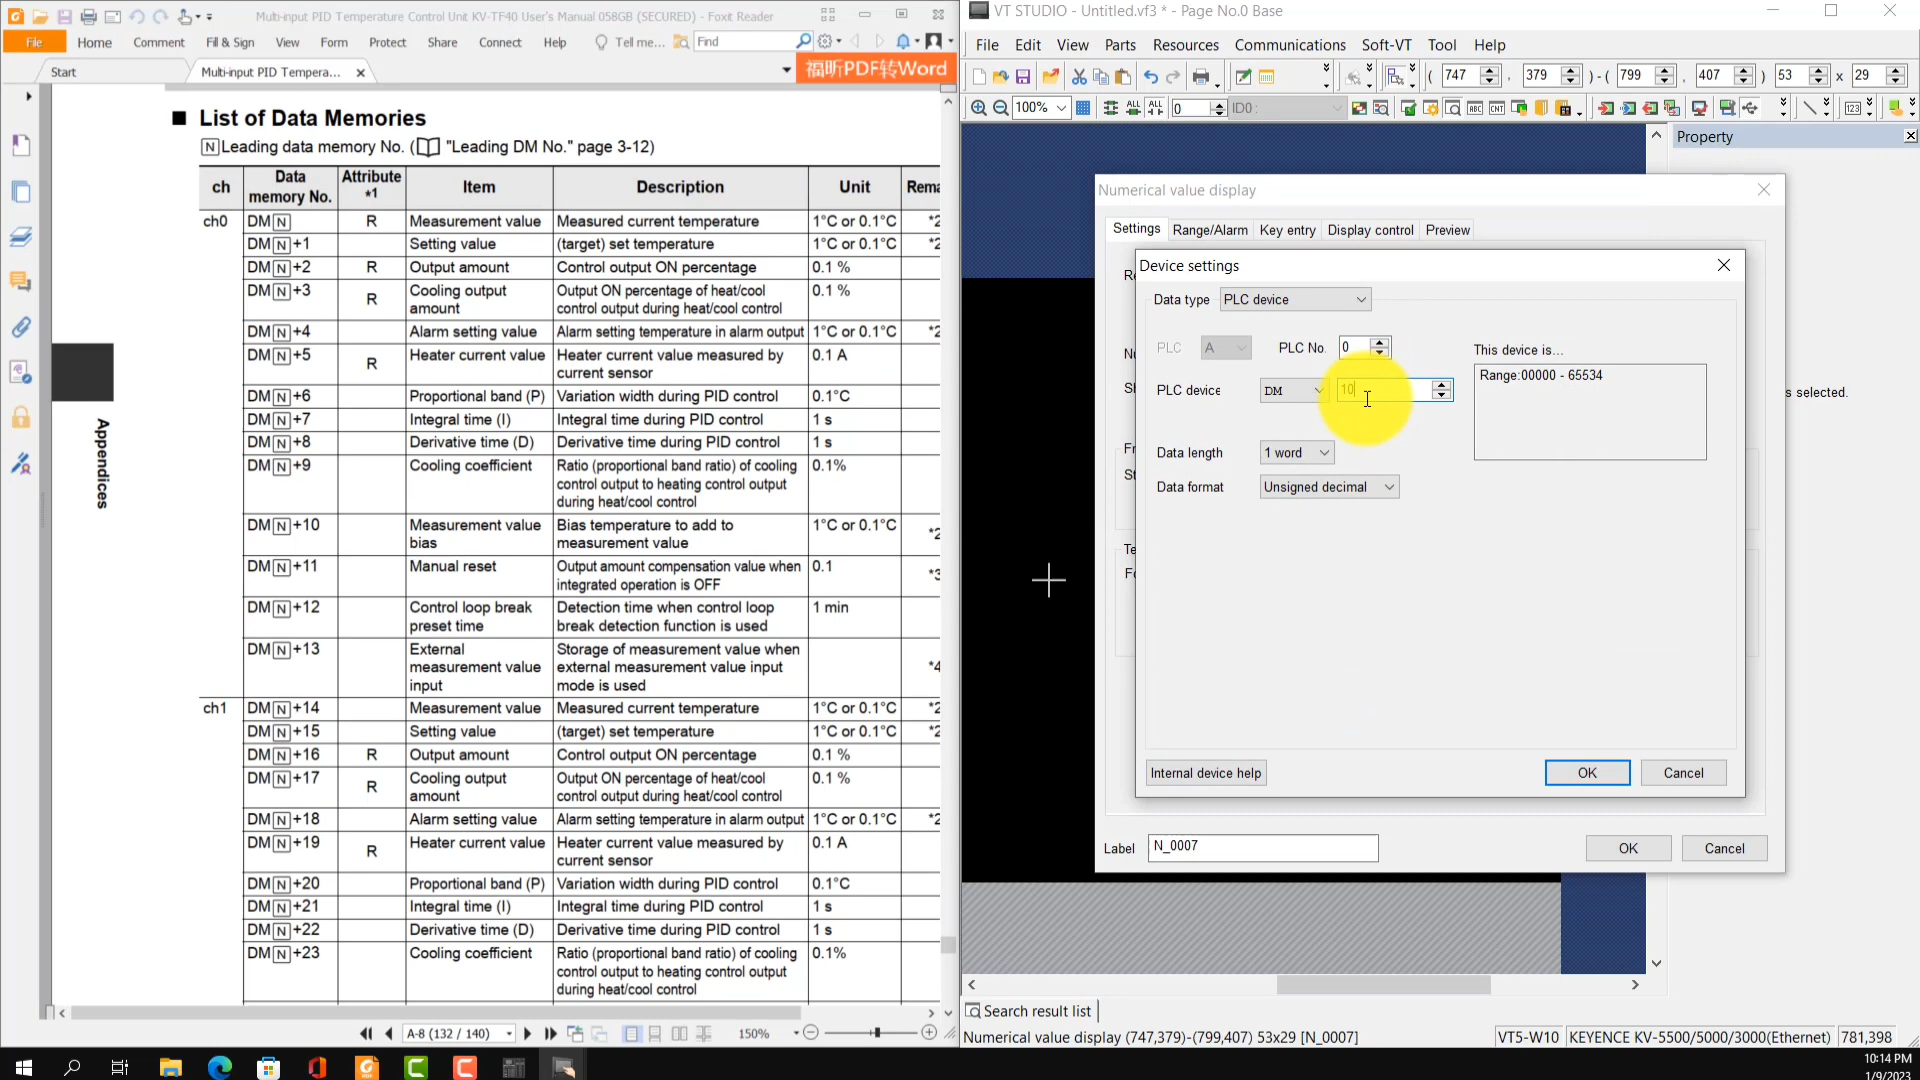 Multi-input PID Temperature Control Unit KV-TF40 User's Manual 058GB (SECURED) - Foxit Reader
File Home Comment Fill & Sign View Form Protect Share Connect Help Tell me... Find
Start
Multi-input PID Tempera...
福昕PDF转Word
■ List of Data Memories
N Leading data memory No. ( "Leading DM No." page 3-12)
ch Data memory No. Attribute *1 Item Description Unit Rema
ch0 DM N R Measurement value Measured current temperature 1°C or 0.1°C *2
DM N +1 Setting value (target) set temperature 1°C or 0.1°C *2
DM N +2 R Output amount Control output ON percentage 0.1 %
DM N +3 R Cooling output amount Output ON percentage of heat/cool control output during heat/cool control 0.1 %
DM N +4 Alarm setting value Alarm setting temperature in alarm output 1°C or 0.1°C *2
DM N +5 R Heater current value Heater current value measured by current sensor 0.1 A
DM N +6 Proportional band (P) Variation width during PID control 0.1°C
DM N +7 Integral time (I) Integral time during PID control 1 s
DM N +8 Derivative time (D) Derivative time during PID control 1 s
DM N +9 Cooling coefficient Ratio (proportional band ratio) of cooling control output to heating control output during heat/cool control 0.1%
DM N +10 Measurement value bias Bias temperature to add to measurement value 1°C or 0.1°C *2
DM N +11 Manual reset Output amount compensation value when integrated operation is OFF 0.1 *3
DM N +12 Control loop break preset time Detection time when control loop break detection function is used 1 min
DM N +13 External measurement value input Storage of measurement value when external measurement value input mode is used *4
ch1 DM N +14 Measurement value Measured current temperature 1°C or 0.1°C *2
DM N +15 Setting value (target) set temperature 1°C or 0.1°C *2
DM N +16 R Output amount Control output ON percentage 0.1 %
DM N +17 R Cooling output amount Output ON percentage of heat/cool control output during heat/cool control 0.1 %
DM N +18 Alarm setting value Alarm setting temperature in alarm output 1°C or 0.1°C *2
DM N +19 R Heater current value Heater current value measured by current sensor 0.1 A
DM N +20 Proportional band (P) Variation width during PID control 0.1°C
DM N +21 Integral time (I) Integral time during PID control 1 s
DM N +22 Derivative time (D) Derivative time during PID control 1 s
DM N +23 Cooling coefficient Ratio (proportional band ratio) of cooling control output to heating control output during heat/cool control 0.1%
Appendices
A-8 (132 / 140) 150%
VT STUDIO - Untitled.vf3 * - Page No.0 Base
File Edit View Parts Resources Communications Soft-VT Tool Help
( 747 , 379 ) - ( 799 , 407 ) 53 x 29
100% ALL ALL 0 ID0 : ABC CNT 123
Property
s selected.
Numerical value display
Settings Range/Alarm Key entry Display control Preview
Device settings
Data type PLC device
PLC A PLC No. 0
This device is...
PLC device DM 10
Range:00000 - 65534
Data length 1 word
Data format Unsigned decimal
Internal device help OK Cancel
Label N_0007 OK Cancel
Search result list
Numerical value display (747,379)-(799,407) 53x29 [N_0007]
VT5-W10 KEYENCE KV-5500/5000/3000(Ethernet) 781,398
10:14 PM
1/9/2023